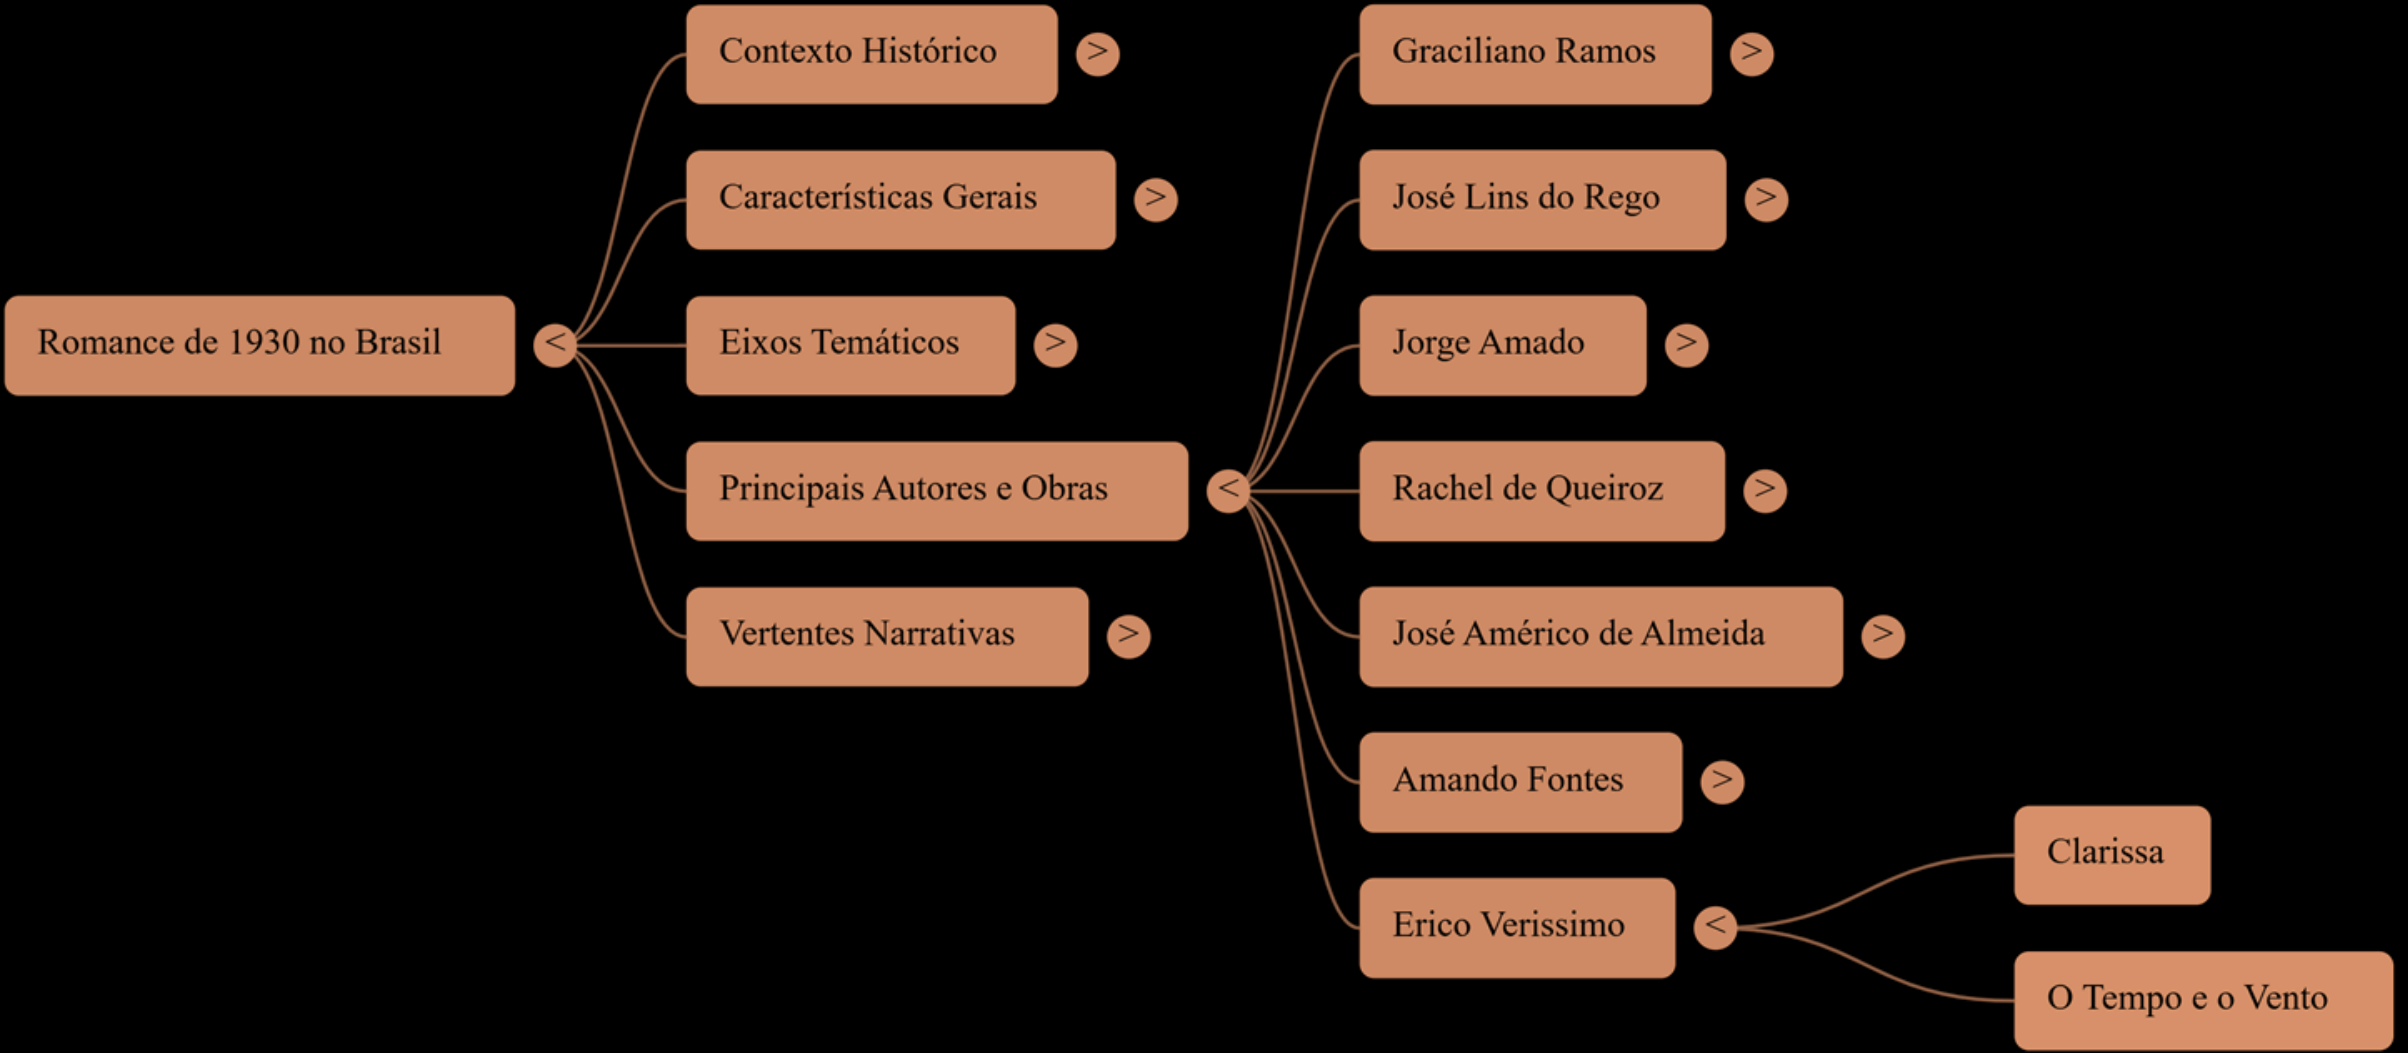 Romance de 1930 no Brasil
<
Contexto Histórico
>
Características Gerais
>
Eixos Temáticos
>
Principais Autores e Obras
<
Vertentes Narrativas
>
Graciliano Ramos
>
José Lins do Rego
>
Jorge Amado
>
Rachel de Queiroz
>
José Américo de Almeida
>
Amando Fontes
>
Erico Verissimo
<
Clarissa
O Tempo e o Vento